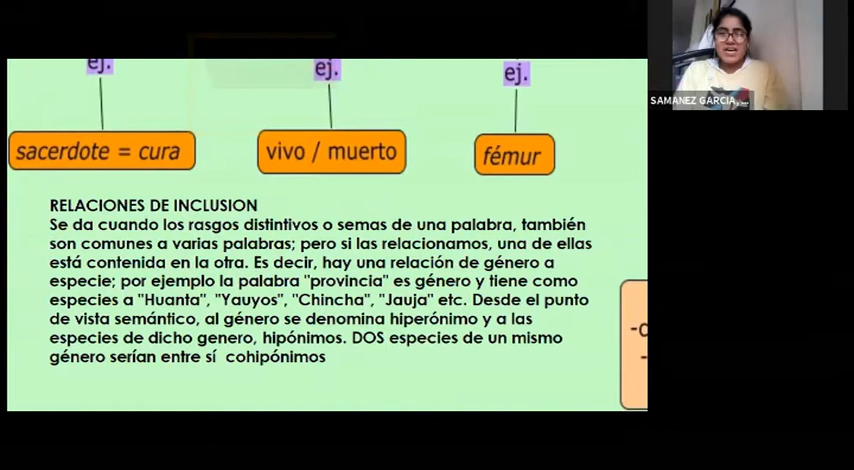 ej.
ej.
ej.
SAMANEZ GARCIA, ...
sacerdote = cura
vivo / muerto
fémur
RELACIONES DE INCLUSION
Se da cuando los rasgos distintivos o semas de una palabra, también
son comunes a varias palabras; pero si las relacionamos, una de ellas
está contenida en la otra. Es decir, hay una relación de género a
especie; por ejemplo la palabra "provincia" es género y tiene como
especies a "Huanta", "Yauyos", "Chincha", "Jauja" etc. Desde el punto
de vista semántico, al género se denomina hiperónimo y a las
especies de dicho genero, hipónimos. DOS especies de un mismo
género serían entre sí cohipónimos